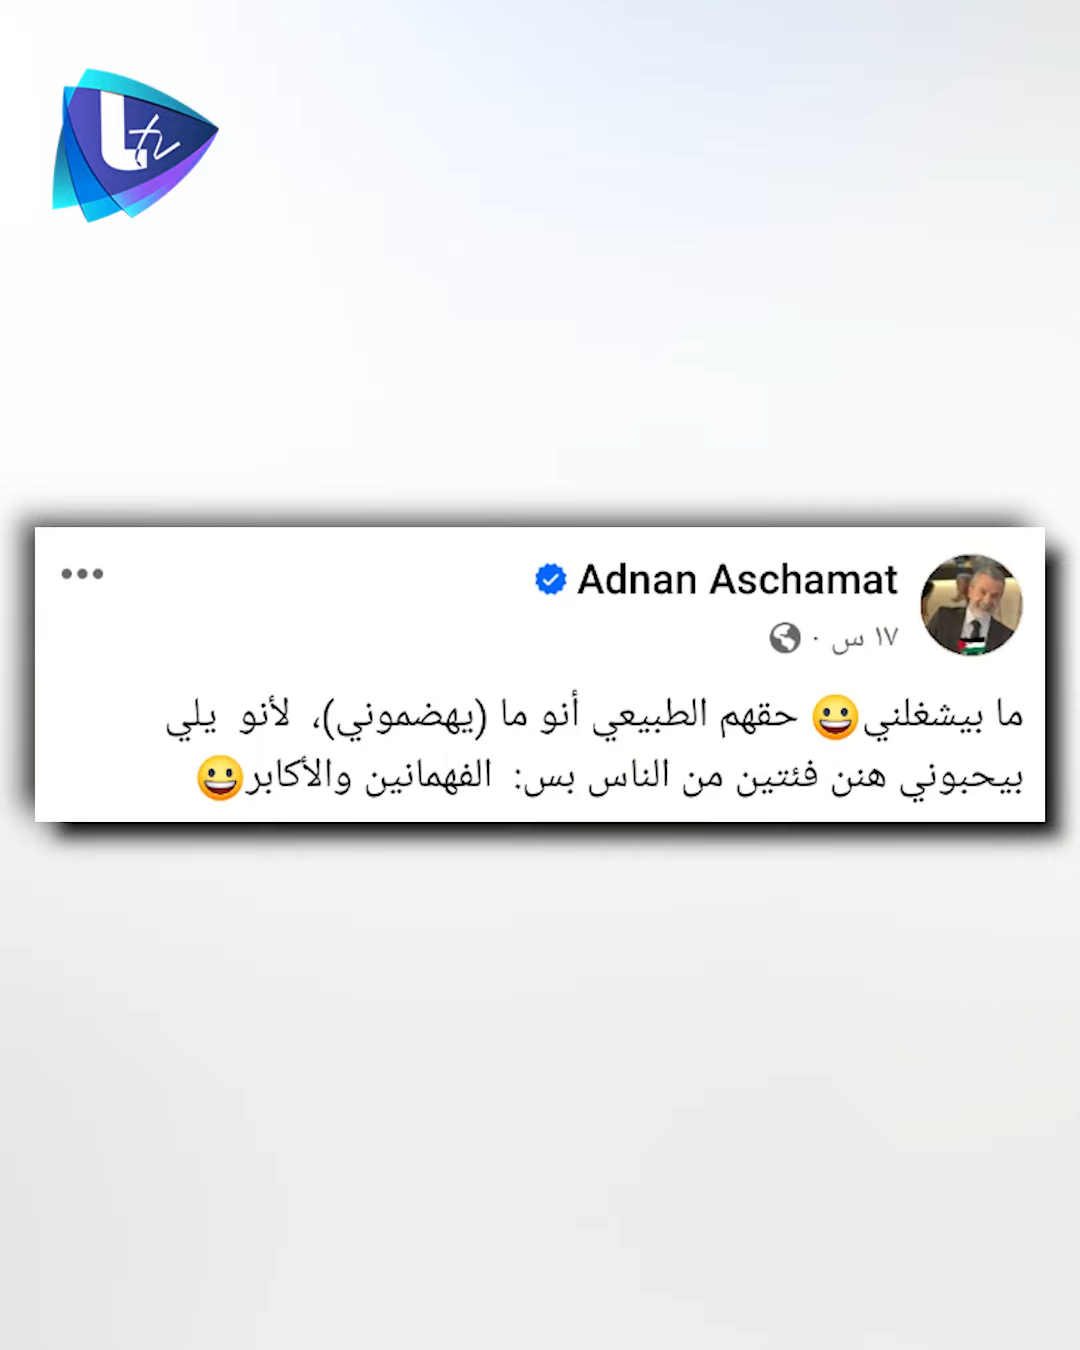 Ltv
Adnan Aschamat
١٧ س ·
ما بيشغلني😀 حقهم الطبيعي أنو ما (يهضموني)، لأنو يلي
بيحبوني هنن فئتين من الناس بس: الفهمانين والأكابر😀